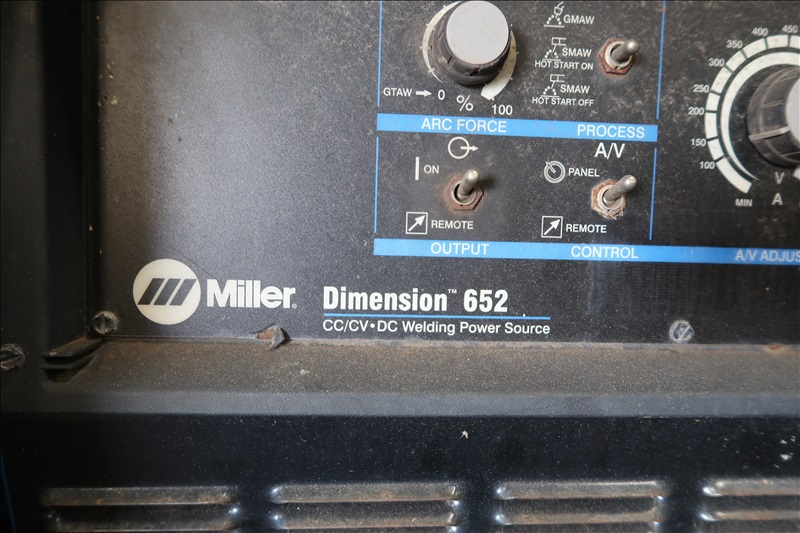 GMAW
SMAW
HOT START ON
SMAW
HOT START OFF
GTAW 0 % 100
ARC FORCE PROCESS
ON
REMOTE
OUTPUT
A/V
PANEL
REMOTE
CONTROL
450
400
350
300
250
200
150
100
MIN
V
A
A/V ADJUS
Miller®
Dimension™ 652
CC/CV•DC Welding Power Source